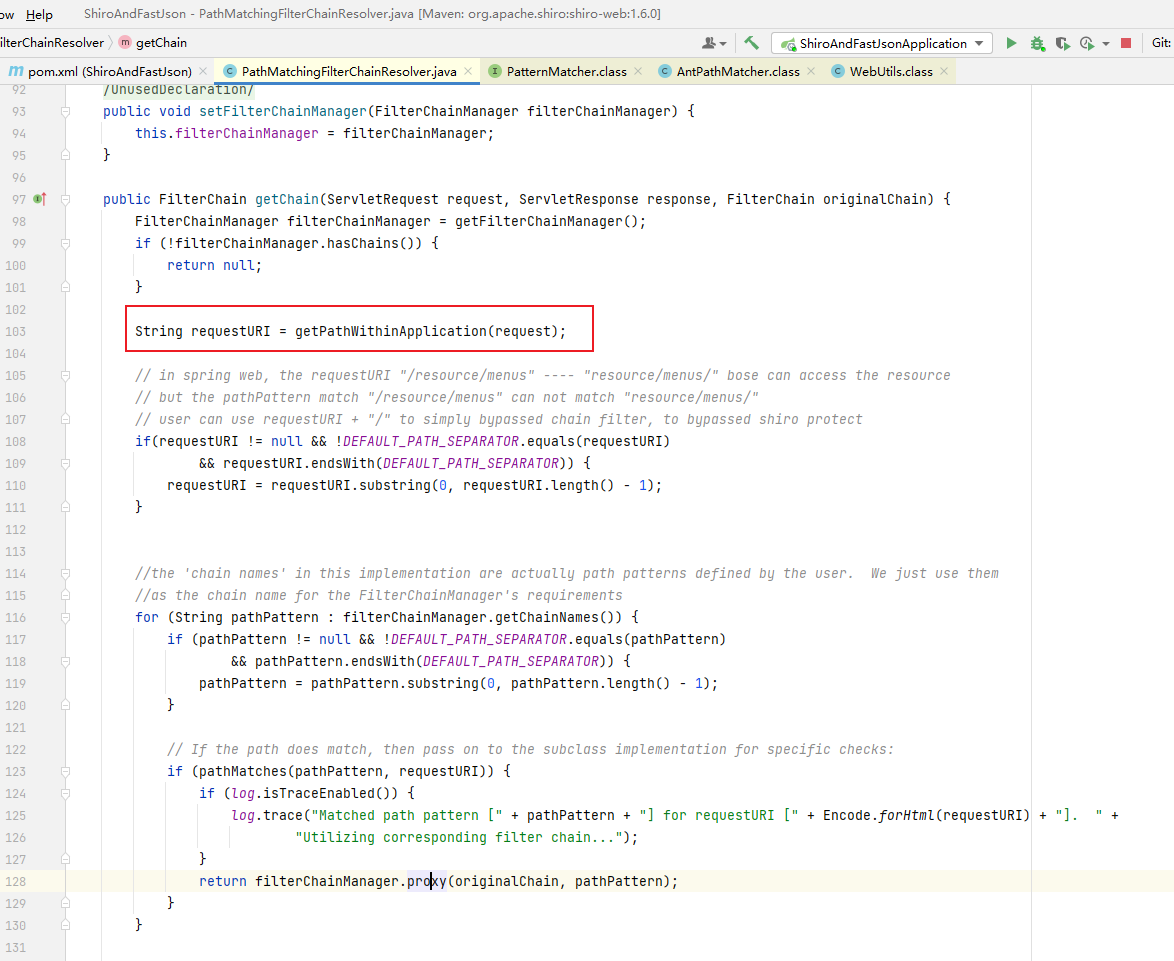 ow Help ShiroAndFastJson - PathMatchingFilterChainResolver.java [Maven: org.apache.shiro:shiro-web:1.6.0]
ilterChainResolver m getChain ShiroAndFastJsonApplication Git:
m pom.xml (ShiroAndFastJson) C PathMatchingFilterChainResolver.java I PatternMatcher.class C AntPathMatcher.class C WebUtils.class
92 /UnusedDeclaration/
93 public void setFilterChainManager(FilterChainManager filterChainManager) {
94 this.filterChainManager = filterChainManager;
95 }
96
97 public FilterChain getChain(ServletRequest request, ServletResponse response, FilterChain originalChain) {
98 FilterChainManager filterChainManager = getFilterChainManager();
99 if (!filterChainManager.hasChains()) {
100 return null;
101 }
102
103 String requestURI = getPathWithinApplication(request);
104
105 // in spring web, the requestURI "/resource/menus" ---- "resource/menus/" bose can access the resource
106 // but the pathPattern match "/resource/menus" can not match "resource/menus/"
107 // user can use requestURI + "/" to simply bypassed chain filter, to bypassed shiro protect
108 if(requestURI != null && !DEFAULT_PATH_SEPARATOR.equals(requestURI)
109 && requestURI.endsWith(DEFAULT_PATH_SEPARATOR)) {
110 requestURI = requestURI.substring(0, requestURI.length() - 1);
111 }
112
113
114 //the 'chain names' in this implementation are actually path patterns defined by the user.  We just use them
115 //as the chain name for the FilterChainManager's requirements
116 for (String pathPattern : filterChainManager.getChainNames()) {
117 if (pathPattern != null && !DEFAULT_PATH_SEPARATOR.equals(pathPattern)
118 && pathPattern.endsWith(DEFAULT_PATH_SEPARATOR)) {
119 pathPattern = pathPattern.substring(0, pathPattern.length() - 1);
120 }
121
122 // If the path does match, then pass on to the subclass implementation for specific checks:
123 if (pathMatches(pathPattern, requestURI)) {
124 if (log.isTraceEnabled()) {
125 log.trace("Matched path pattern [" + pathPattern + "] for requestURI [" + Encode.forHtml(requestURI) + "].  " +
126 "Utilizing corresponding filter chain...");
127 }
128 return filterChainManager.proxy(originalChain, pathPattern);
129 }
130 }
131